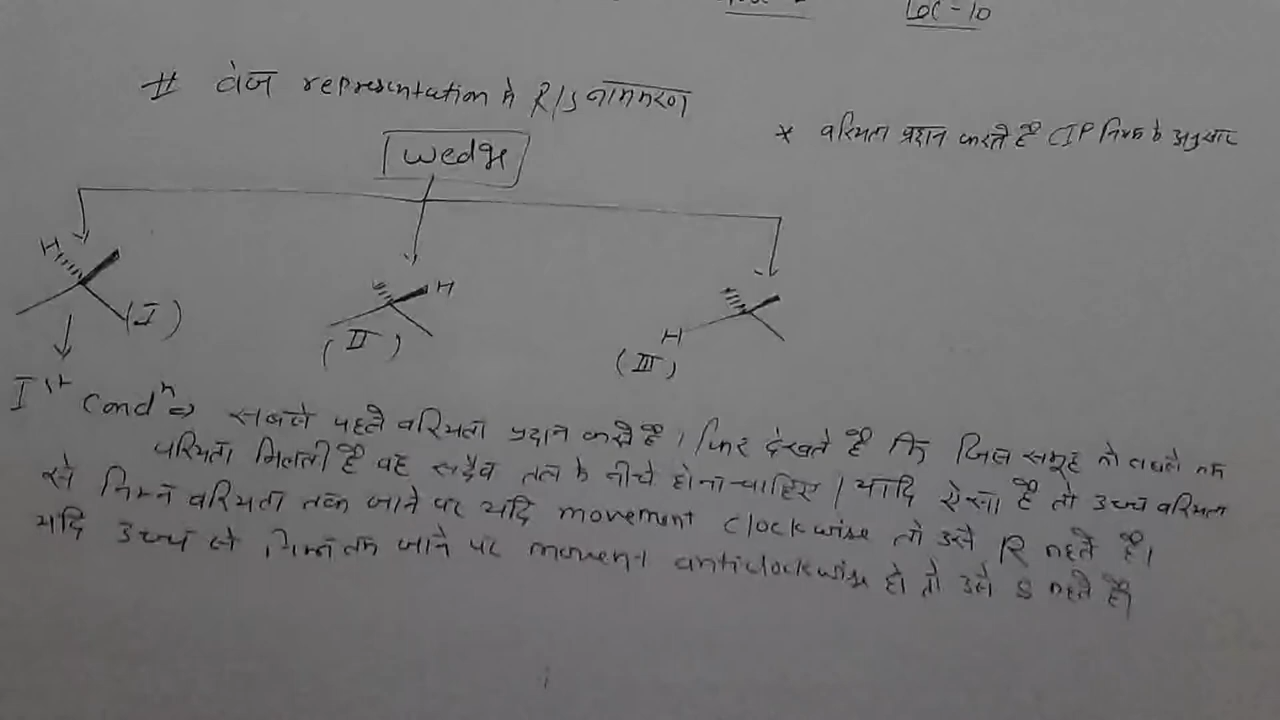 Loc - 10
# वेज representation मे R/S नामकरण
* वरियता प्रदान करते है CIP नियम के अनुसार
Wedge
H
(I)
H
(II)
H
(III)
Ist Condn ⇒ सबसे पहले वरियता प्रदान करते है । फिर देखते है कि जिस समूह को सबसे कम
वरियता मिलती है वह सदैव तल के नीचे होना चाहिए । यदि ऐसा है तो उच्च वरियता
से निम्न वरियता तक जाने पर यदि movement clockwise तो उसे R कहते है।
यदि उच्च से निम्न तक जाने पर movement anticlockwise हो तो उसे S कहते है।